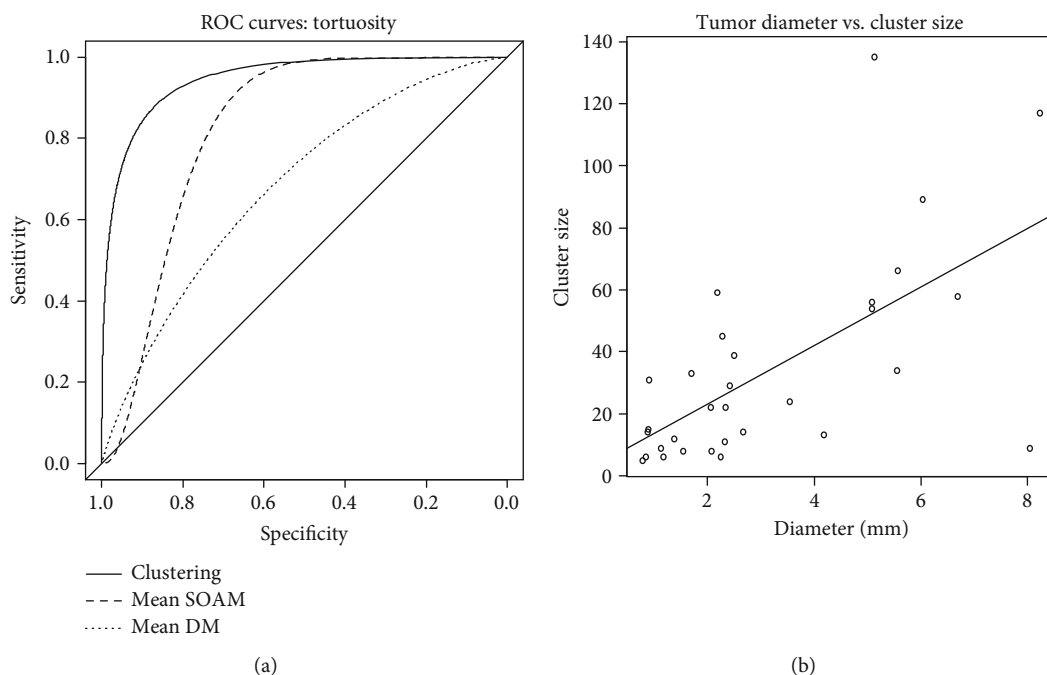 ROC curves: tortuosity
1.0
0.8
0.6
0.4
0.2
0.0
Sensitivity
1.0 0.8 0.6 0.4 0.2 0.0
Specificity
Clustering
Mean SOAM
Mean DM
(a)
Tumor diameter vs. cluster size
140
120
100
80
60
40
20
0
Cluster size
2 4 6 8
Diameter (mm)
(b)